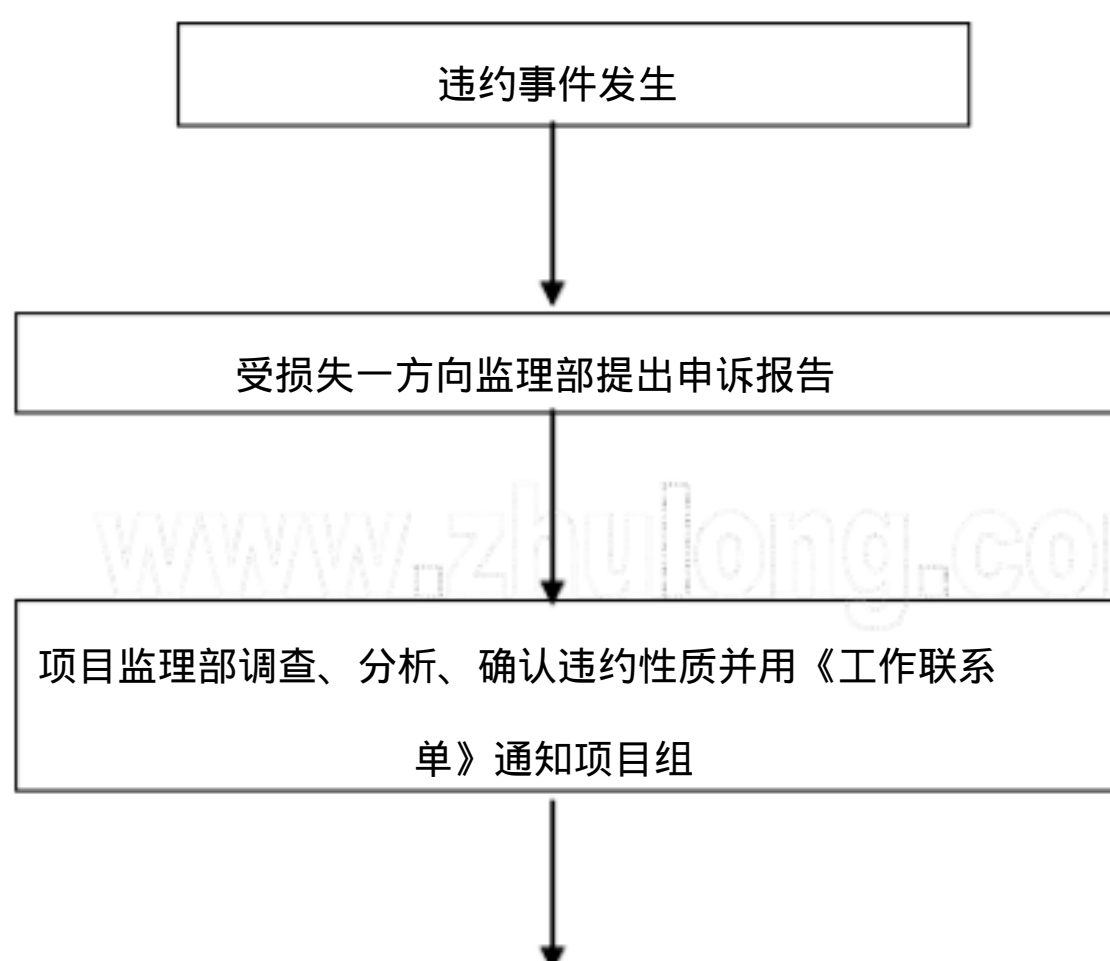 违约事件发生
受损失一方向监理部提出申诉报告
www.zhulong.co
项目监理部调查、分析、确认违约性质并用《工作联系
单》通知项目组